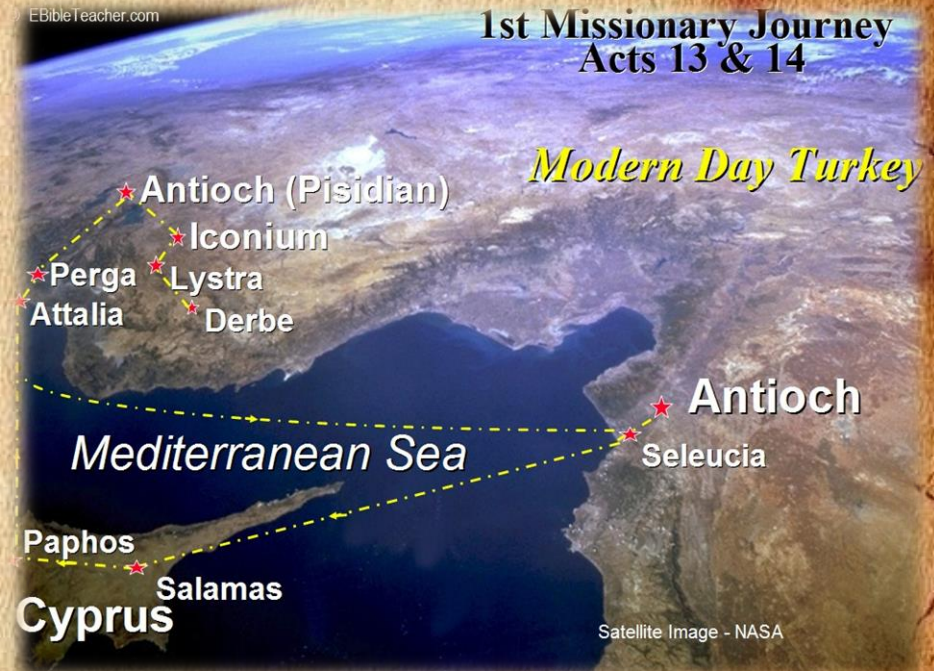 EBibleTeacher.com
1st Missionary Journey
Acts 13 & 14
Modern Day Turkey
Antioch (Pisidian)
Iconium
Perga
Lystra
Attalia
Derbe
Antioch
Mediterranean Sea
Seleucia
Paphos
Salamas
Cyprus
Satellite Image - NASA